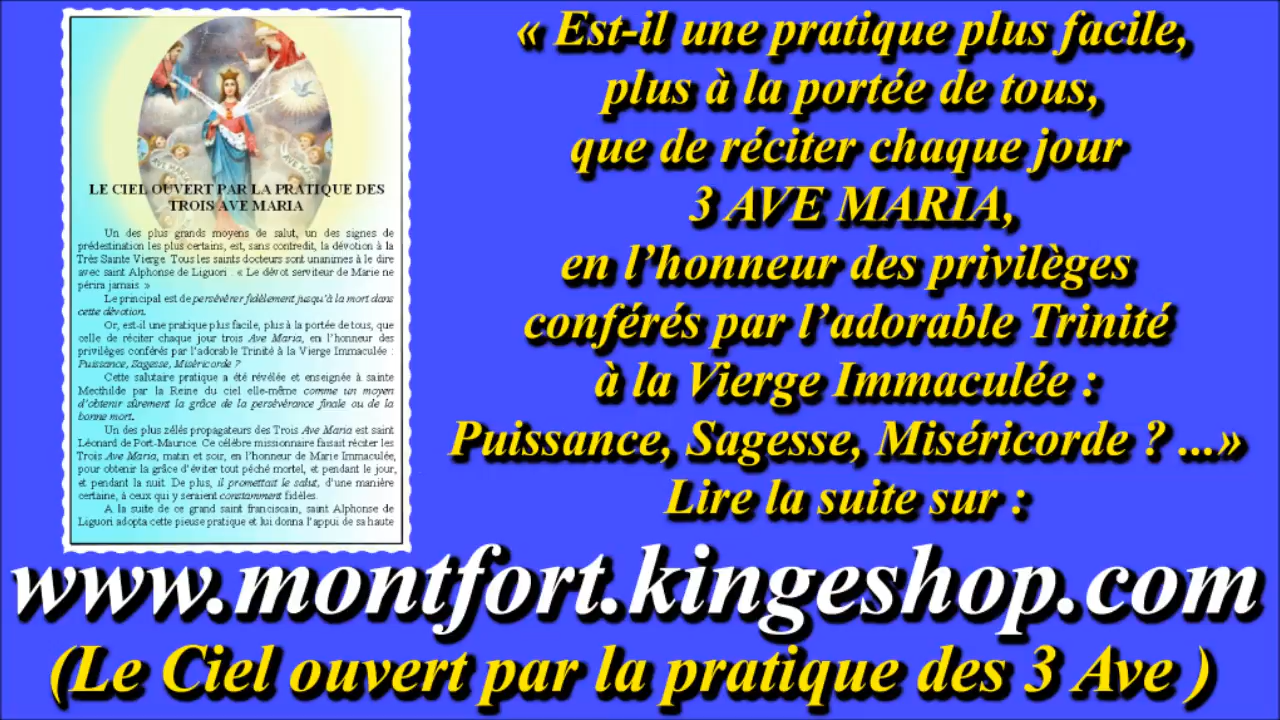 LE CIEL OUVERT PAR LA PRATIQUE DES
TROIS AVE MARIA
Un des plus grands moyens de salut, un des signes de
prédestination les plus certains, est, sans contredit, la dévotion à la
Très Sainte Vierge. Tous les saints docteurs sont unanimes à le dire
avec saint Alphonse de Liguori : « Le dévot serviteur de Marie ne
périra jamais. »
Le principal est de persévérer fidèlement jusqu'à la mort dans
cette dévotion.
Or, est-il une pratique plus facile, plus à la portée de tous, que
celle de réciter chaque jour trois Ave Maria, en l'honneur des
privilèges conférés par l'adorable Trinité à la Vierge Immaculée :
Puissance, Sagesse, Miséricorde ?
Cette salutaire pratique a été révélée et enseignée à sainte
Mecthilde par la Reine du ciel elle-même comme un moyen
d'obtenir sûrement la grâce de la persévérance finale ou de la
bonne mort.
Un des plus zélés propagateurs des Trois Ave Maria est saint
Léonard de Port-Maurice. Ce célèbre missionnaire faisait réciter les
Trois Ave Maria, matin et soir, en l'honneur de Marie Immaculée,
pour obtenir la grâce d'éviter tout péché mortel, et pendant le jour,
et pendant la nuit. De plus, il promettait le salut, d'une manière
certaine, à ceux qui y seraient constamment fidèles.
A la suite de ce grand saint franciscain, saint Alphonse de
Liguori adopta cette pieuse pratique et lui donna l'appui de sa haute
« Est-il une pratique plus facile,
plus à la portée de tous,
que de réciter chaque jour
3 AVE MARIA,
en l'honneur des privilèges
conférés par l'adorable Trinité
à la Vierge Immaculée :
Puissance, Sagesse, Miséricorde ? ...»
Lire la suite sur :
www.montfort.kingeshop.com
(Le Ciel ouvert par la pratique des 3 Ave )